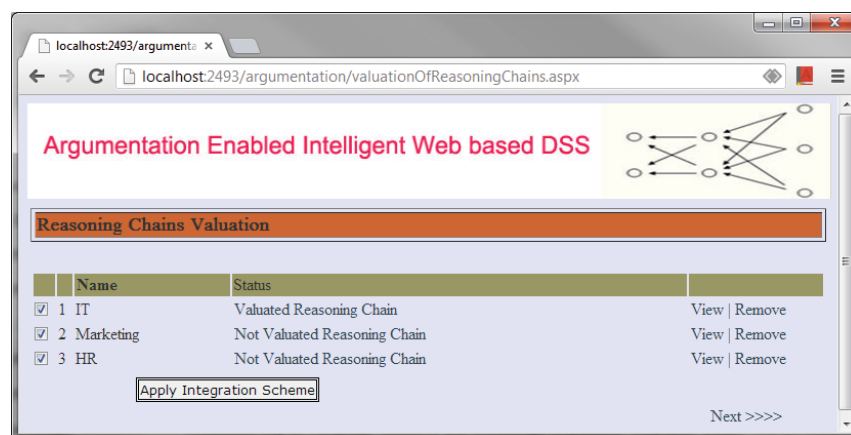 localhost:2493/argumenta ×
localhost:2493/argumentation/valuationOfReasoningChains.aspx
Argumentation Enabled Intelligent Web based DSS
Reasoning Chains Valuation
Name Status
1 IT Valuated Reasoning Chain View | Remove
2 Marketing Not Valuated Reasoning Chain View | Remove
3 HR Not Valuated Reasoning Chain View | Remove
Apply Integration Scheme
Next >>>>